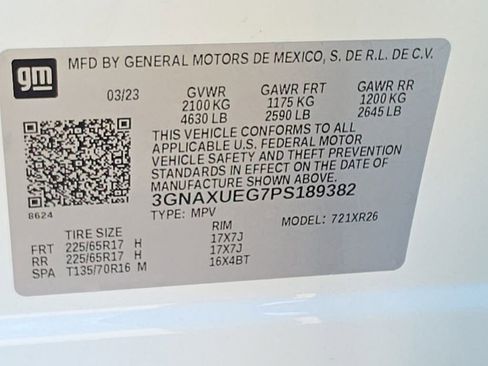 gm
MFD BY GENERAL MOTORS DE MEXICO, S. DE R.L. DE C.V.
03/23 GVWR GAWR FRT GAWR RR
2100 KG 1175 KG 1200 KG
4630 LB 2590 LB 2645 LB
THIS VEHICLE CONFORMS TO ALL
APPLICABLE U.S. FEDERAL MOTOR
VEHICLE SAFETY AND THEFT PREVENTION
STANDARDS IN EFFECT ON THE DATE OF
MANUFACTURE SHOWN ABOVE.
3GNAXUEG7PS189382
8624
TYPE: MPV MODEL: 721XR26
TIRE SIZE RIM
FRT 225/65R17 H 17X7J
RR 225/65R17 H 17X7J
SPA T135/70R16 M 16X4BT